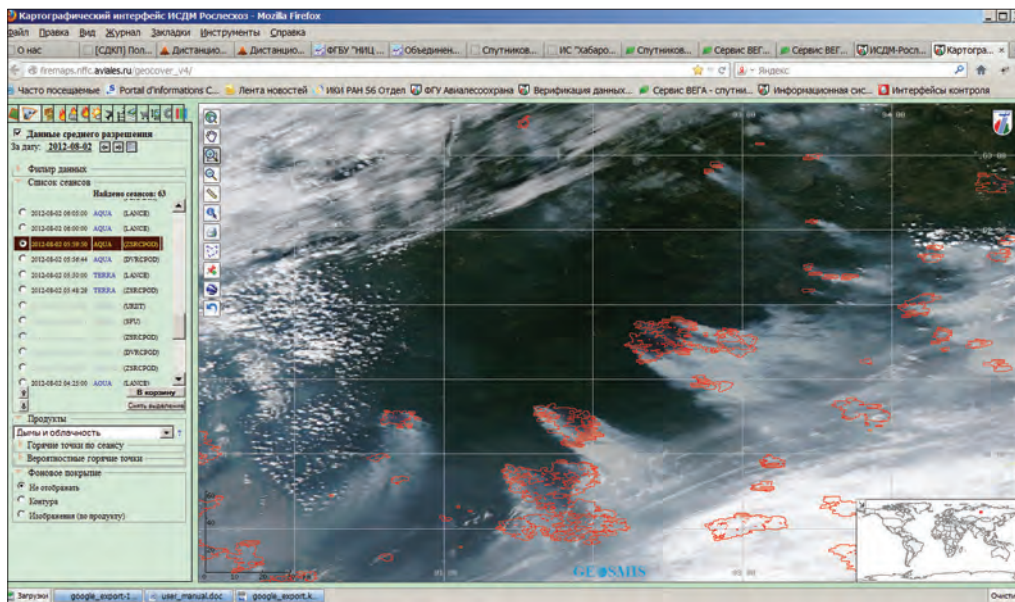 Картографический интерфейс ИСДМ Рослесхоз - Mozilla Firefox
файл Правка Вид Журнал Закладки Инструменты Справка
О нас [СДКП] Пол... Дистанцио... Дистанцио... ФГБУ "НИЦ ... Объединен... Спутников... ИС "Хабаро... Спутников... Сервис ВЕГ... Сервис ВЕГ... ИСДМ-Росл... Картогра... ×
firemaps.nffc.aviales.ru/geocover_v4/ Яндекс
Часто посещаемые Portail d'informations C... Лента новостей ИКИ РАН 56 Отдел ФГУ Авиалесоохрана Верификация данных... Сервис ВЕГА - спутни... Информационная сис... Интерфейсы контроля
Данные среднего разрешения
За дату: 2012-08-02
Фильтр данных
Список сеансов
Найдено сеансов: 63
2012-08-02 06:05:00 AQUA (LANCE)
2012-08-02 06:00:00 AQUA (LANCE)
2012-08-02 05:59:50 AQUA (ZSRCPOD)
2012-08-02 05:56:44 AQUA (DVRCPOD)
2012-08-02 05:50:00 TERRA (LANCE)
2012-08-02 05:48:20 TERRA (ZSRCPOD)
(URIIT)
(SFU)
(ZSRCPOD)
(DVRCPOD)
(ZSRCPOD)
2012-08-02 04:25:00 AQUA (LANCE)
В корзину
Снять выделение
Продукты
Дымы и облачность
Горячие точки по сеансу
Вероятностные горячие точки
Фоновое покрытие
Не отображать
Контура
Изображения (по продукту)
GEOSMIS
Загрузки google_export-1... user_manual.doc google_export.k... Очисти